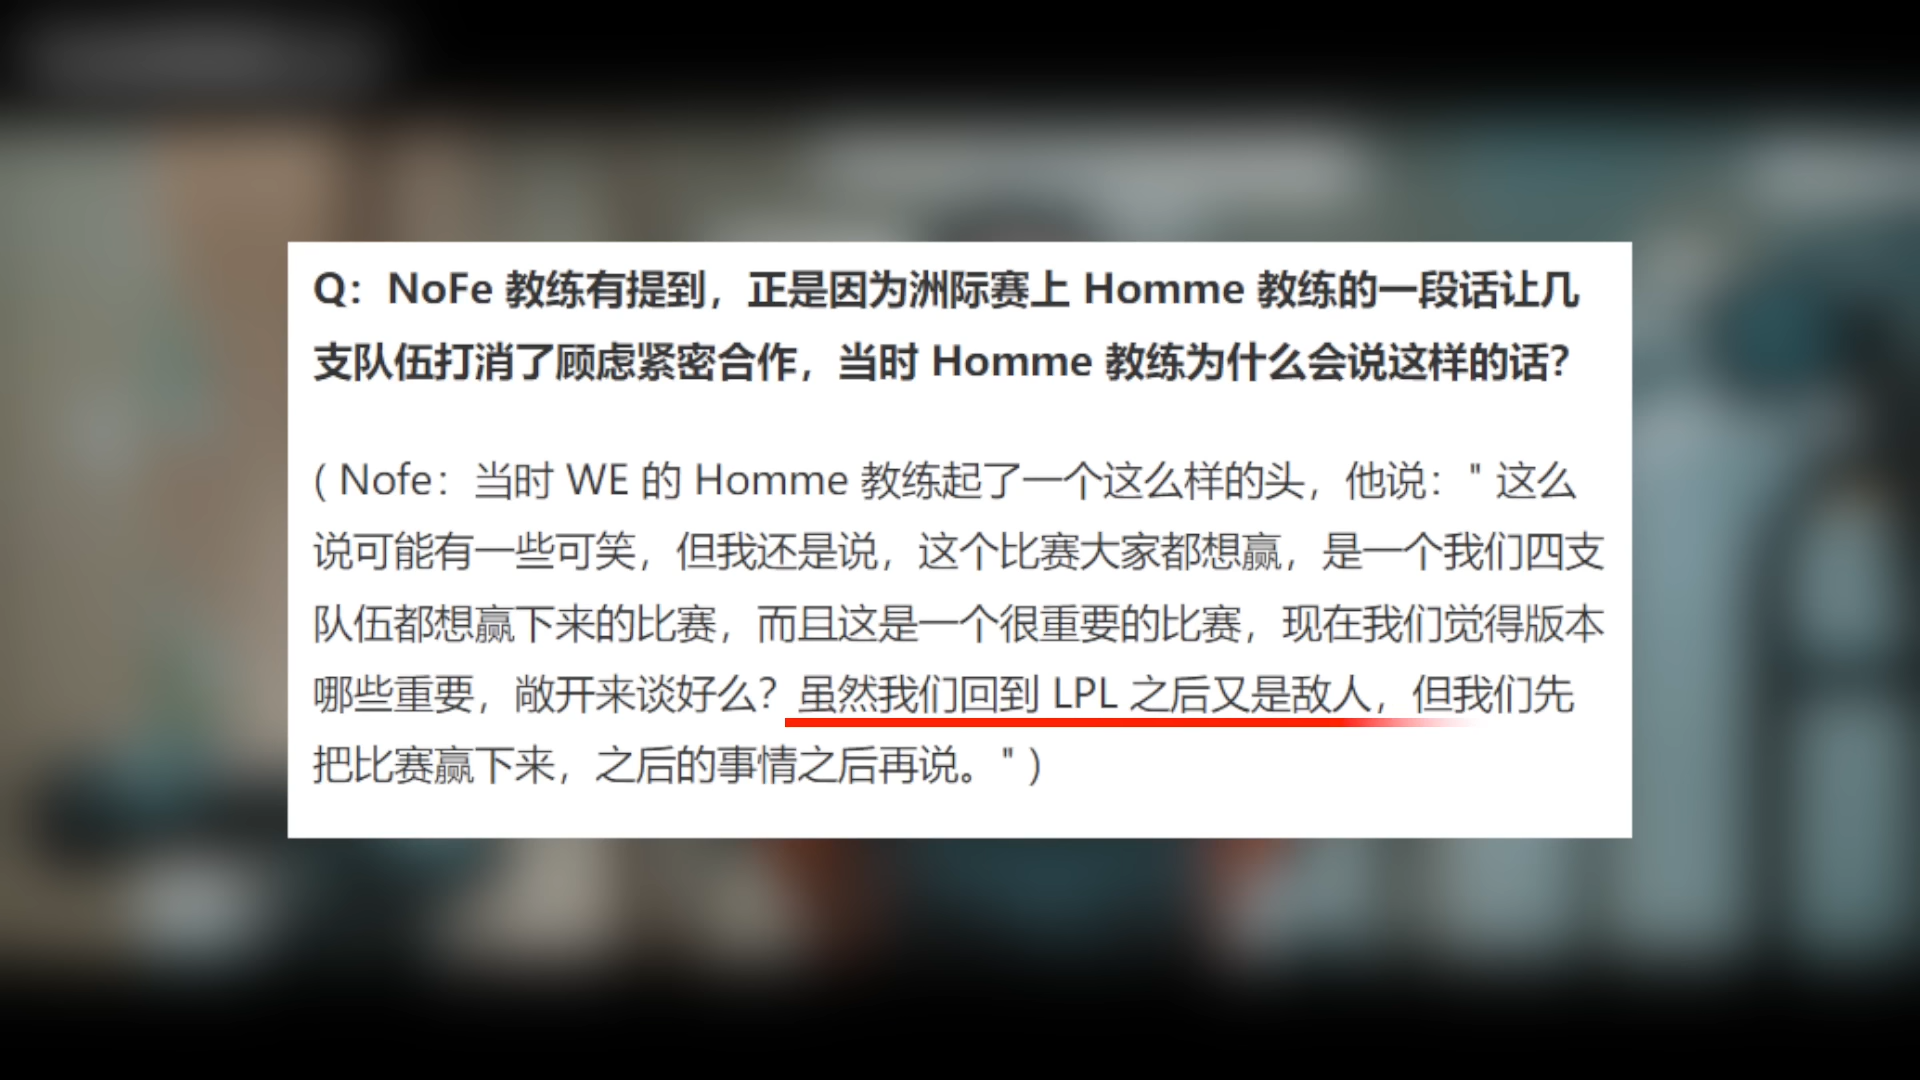 Q：NoFe 教练有提到，正是因为洲际赛上 Homme 教练的一段话让几
支队伍打消了顾虑紧密合作，当时 Homme 教练为什么会说这样的话？
( Nofe：当时 WE 的 Homme 教练起了一个这么样的头，他说：" 这么
说可能有一些可笑，但我还是说，这个比赛大家都想赢，是一个我们四支
队伍都想赢下来的比赛，而且这是一个很重要的比赛，现在我们觉得版本
哪些重要，敞开来谈好么？虽然我们回到 LPL 之后又是敌人，但我们先
把比赛赢下来，之后的事情之后再说。" )